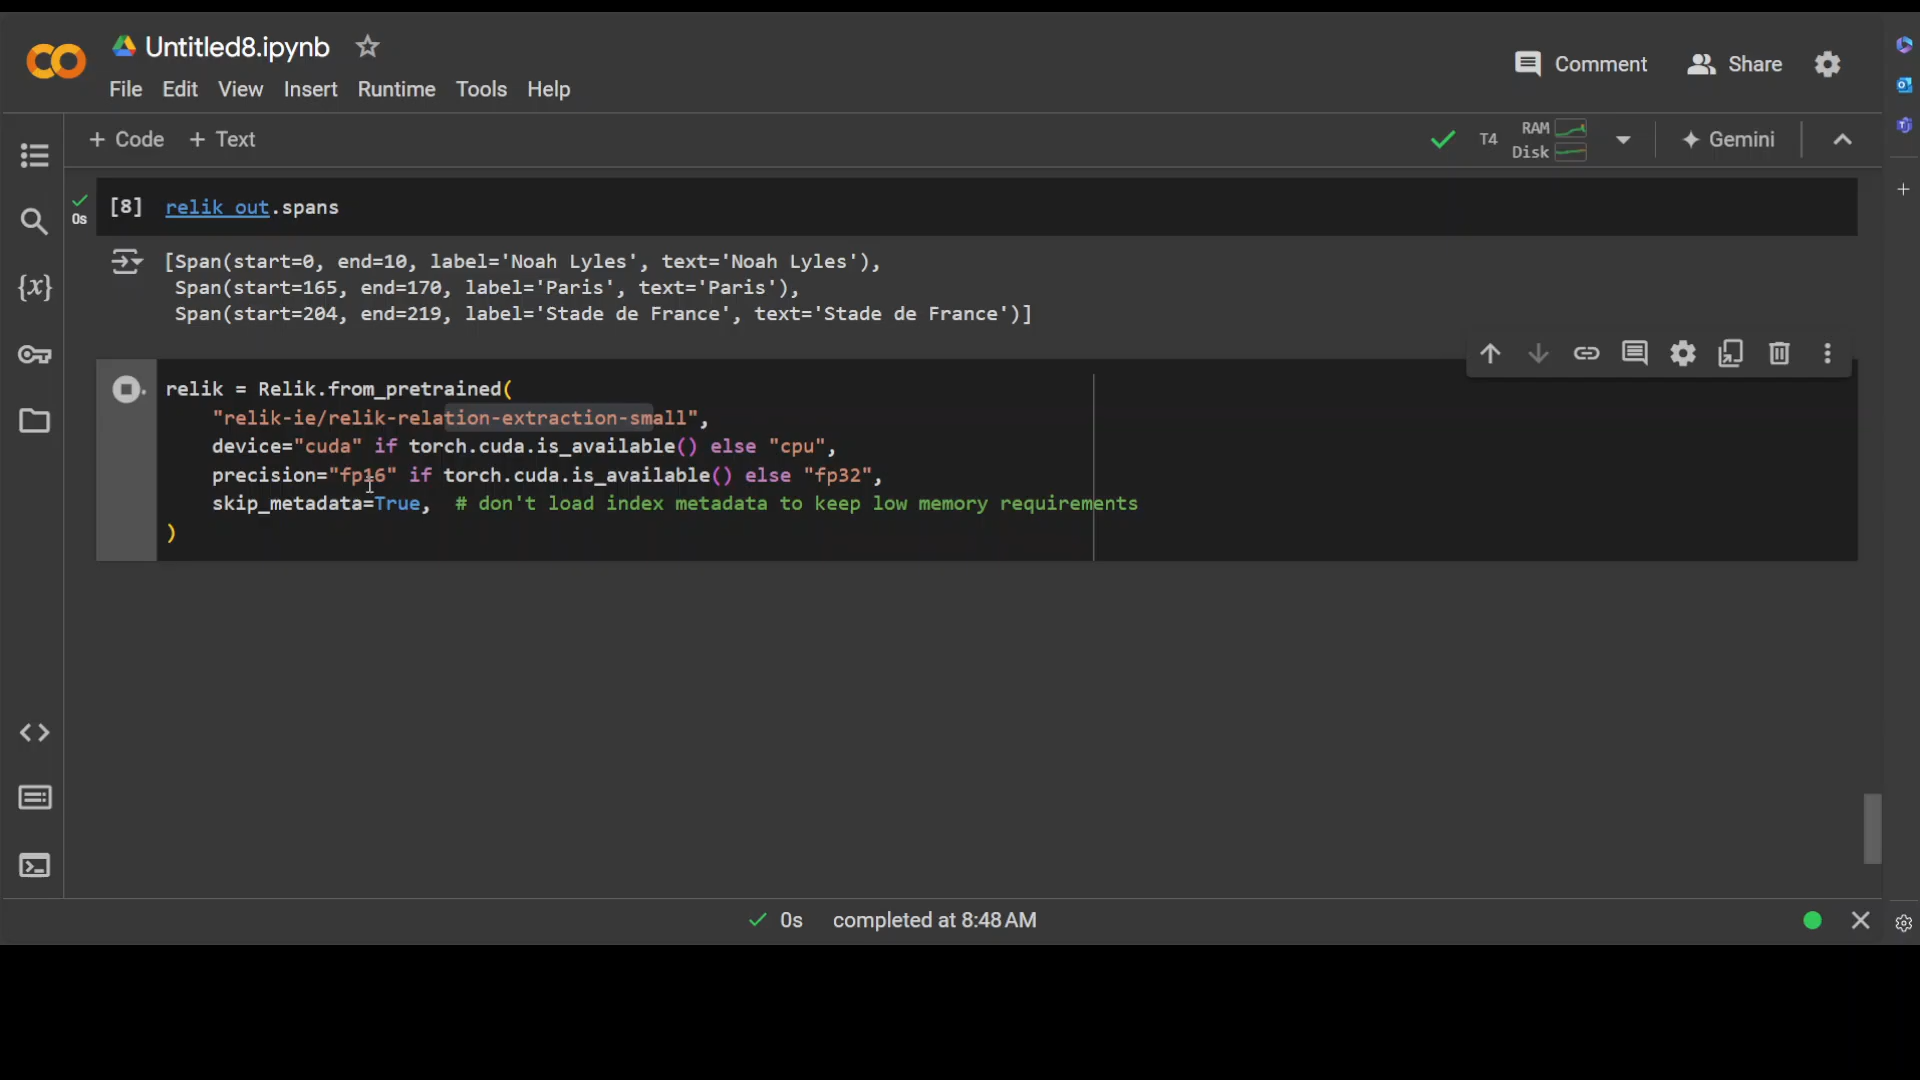 Untitled8.ipynb
File Edit View Insert Runtime Tools Help
Comment Share
+ Code + Text
T4 RAM Disk Gemini
0s [8] relik_out.spans
[Span(start=0, end=10, label='Noah Lyles', text='Noah Lyles'),
Span(start=165, end=170, label='Paris', text='Paris'),
Span(start=204, end=219, label='Stade de France', text='Stade de France')]
relik = Relik.from_pretrained(
"relik-ie/relik-relation-extraction-small",
device="cuda" if torch.cuda.is_available() else "cpu",
precision="fp16" if torch.cuda.is_available() else "fp32",
skip_metadata=True, # don't load index metadata to keep low memory requirements
)
0s completed at 8:48 AM